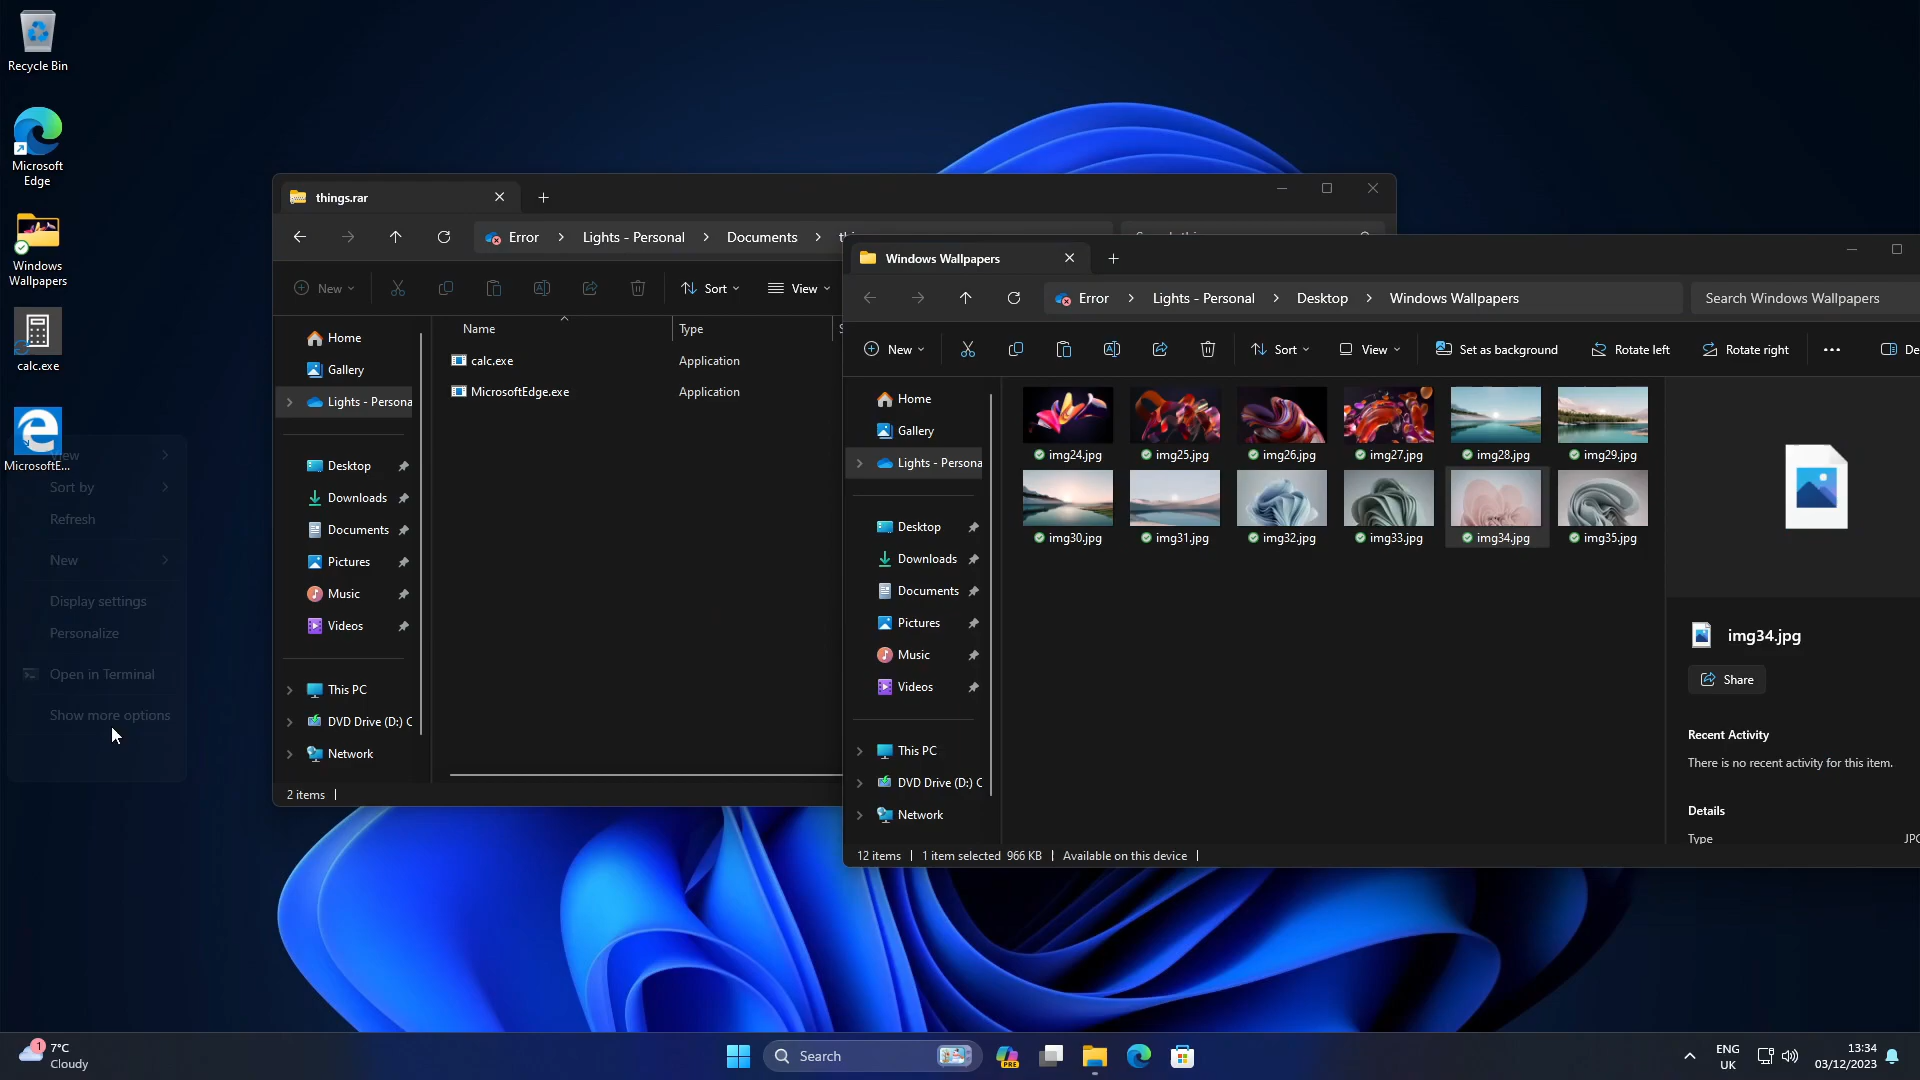 Recycle Bin
Microsoft
Edge
Windows
Wallpapers
calc.exe
MicrosoftE...
View
Sort by
Refresh
New
Display settings
Personalize
Open in Terminal
Show more options
things.rar
Error
Lights - Personal
Documents
New
Sort
View
Name
Type
calc.exe
Application
MicrosoftEdge.exe
Application
Home
Gallery
Lights - Persona
Desktop
Downloads
Documents
Pictures
Music
Videos
This PC
DVD Drive (D:) C
Network
2 items
Windows Wallpapers
Error
Lights - Personal
Desktop
Windows Wallpapers
Search Windows Wallpapers
New
Sort
View
Set as background
Rotate left
Rotate right
De
Home
Gallery
Lights - Persona
Desktop
Downloads
Documents
Pictures
Music
Videos
This PC
DVD Drive (D:) C
Network
img24.jpg
img25.jpg
img26.jpg
img27.jpg
img28.jpg
img29.jpg
img30.jpg
img31.jpg
img32.jpg
img33.jpg
img34.jpg
img35.jpg
img34.jpg
Share
Recent Activity
There is no recent activity for this item.
Details
Type
12 items
1 item selected 966 KB
Available on this device
1
7°C
Cloudy
Search
PRE
ENG
UK
13:34
03/12/2023